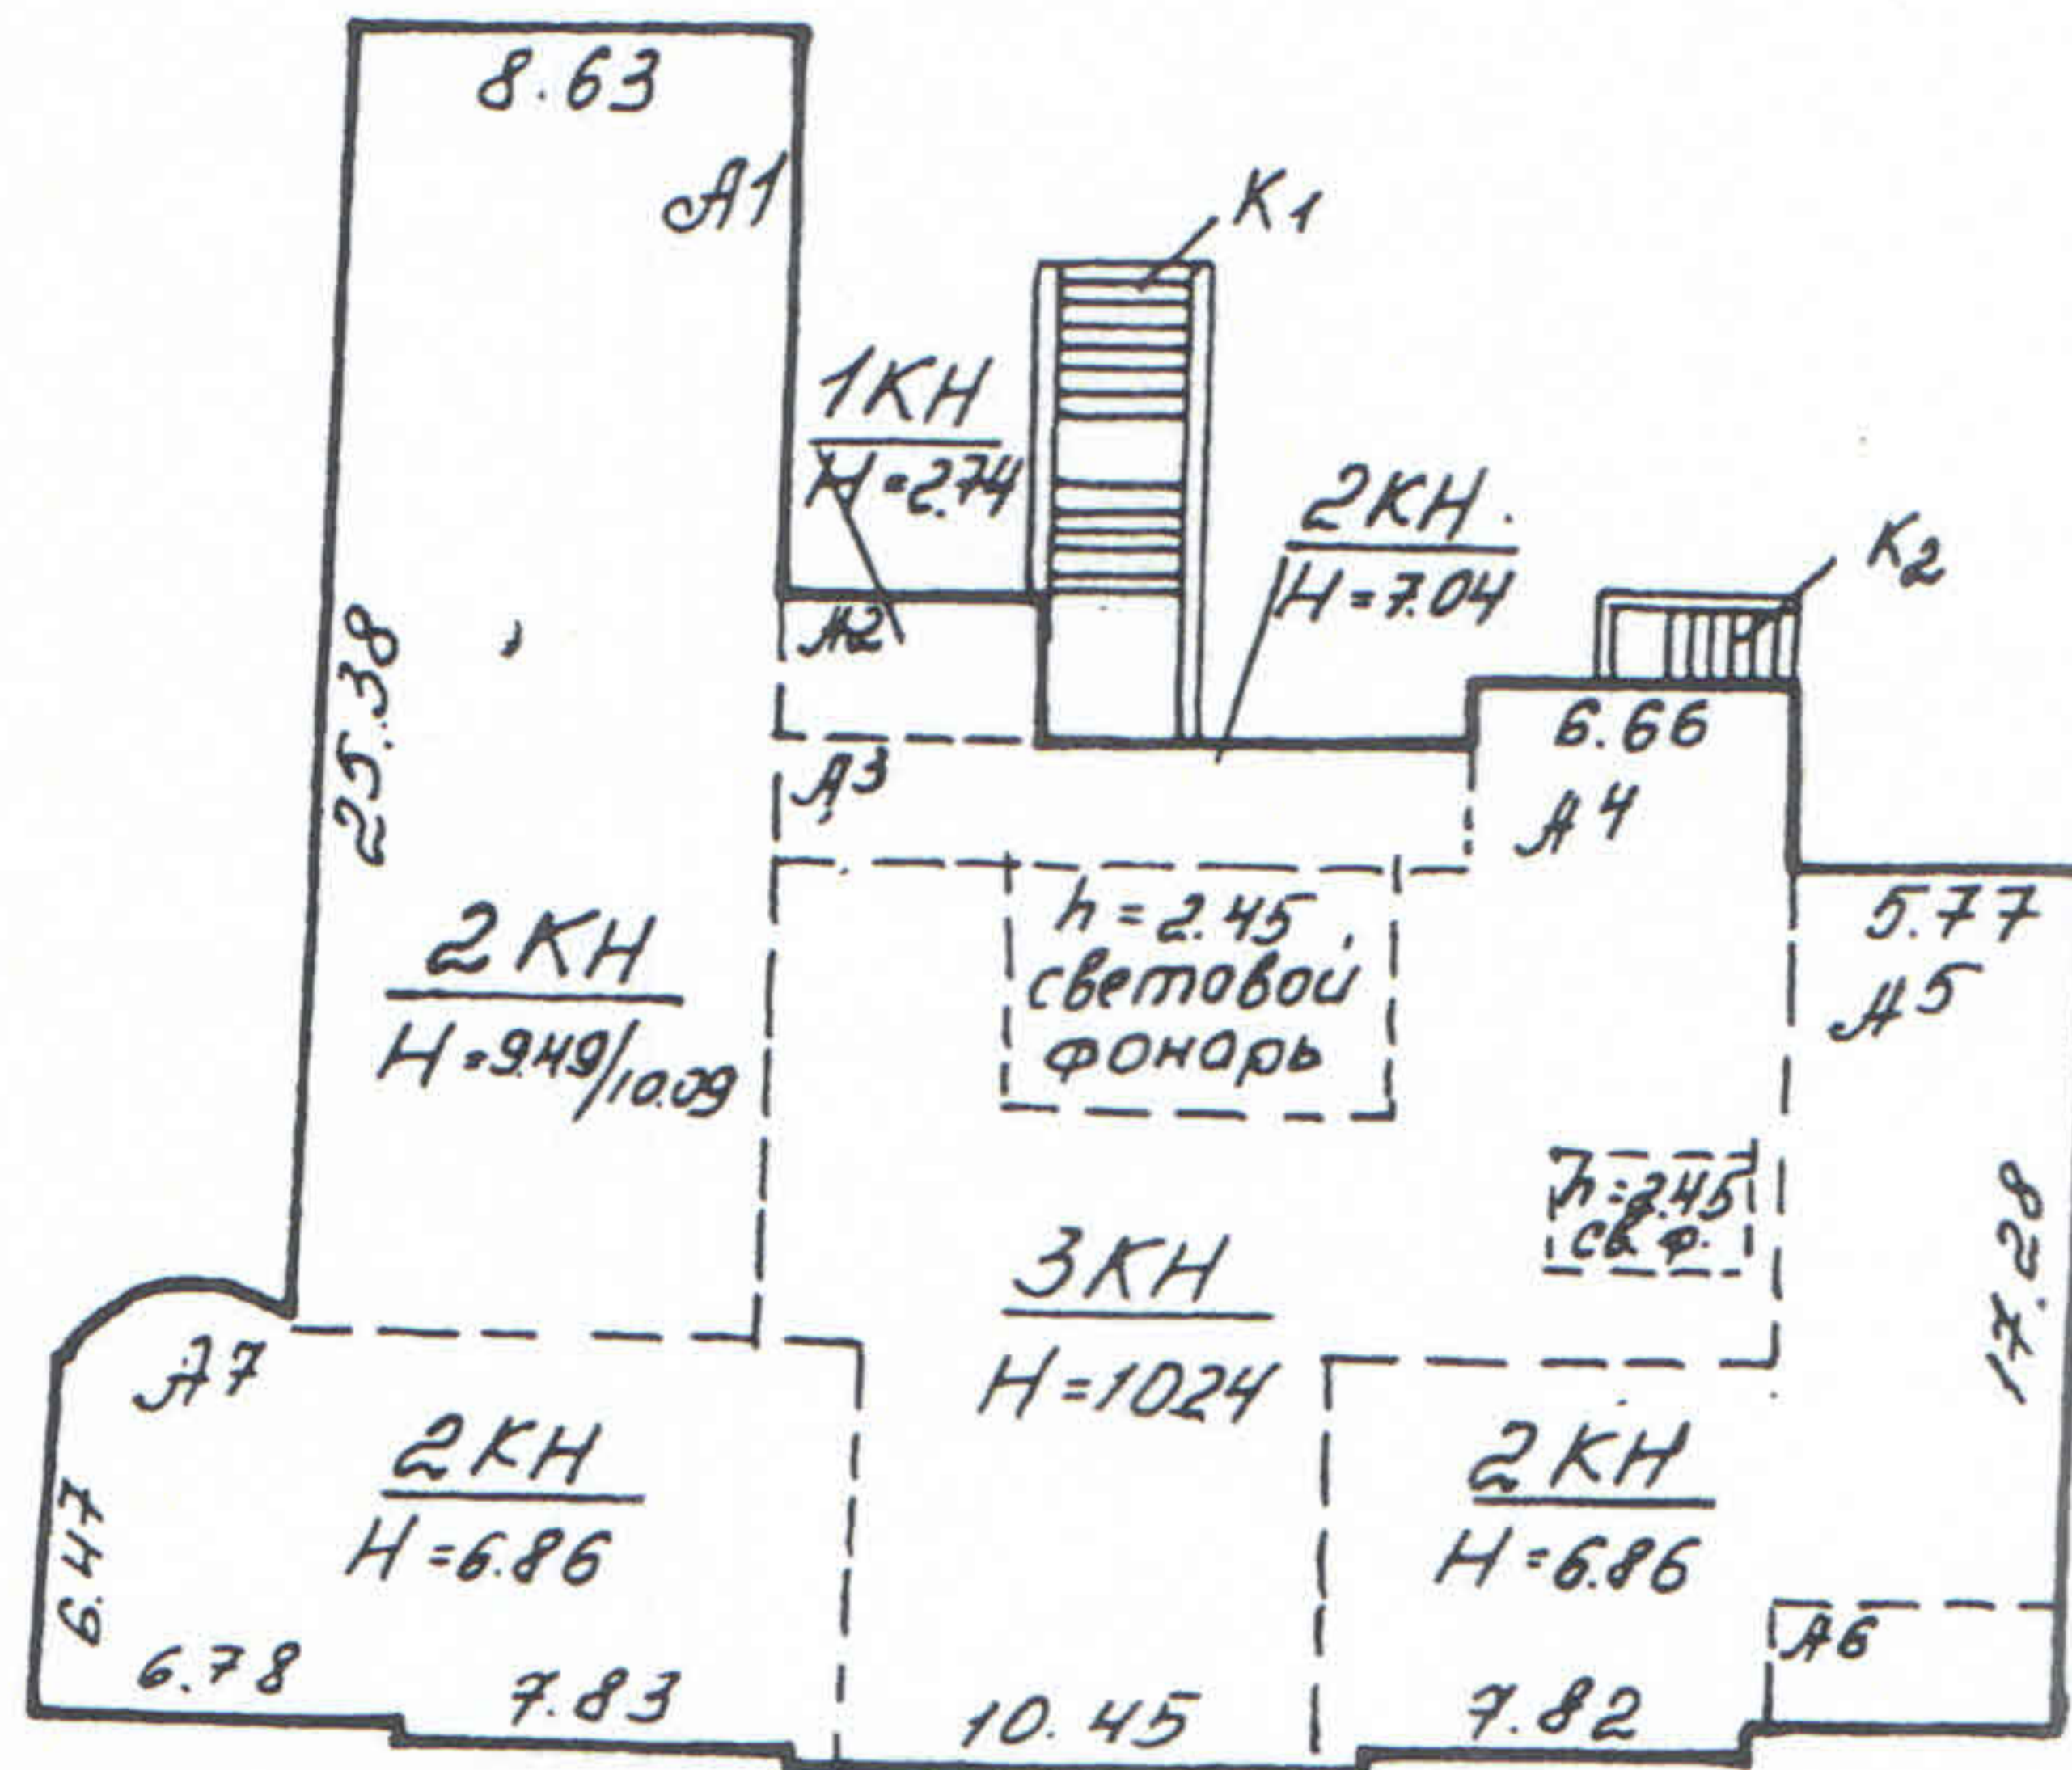 8.63
А1
К1
1КН
Н=2.74
2КН.
Н=7.04
К2
А2
6.66
25.38
А3
А4
h=2.45
световой
фонарь
5.77
А5
2КН
Н=9.49/10.09
h=2.45
св.ф.
17.28
3КН
Н=10.24
А7
2КН
Н=6.86
2КН
Н=6.86
6.47
А6
6.78
7.83
10.45
7.82